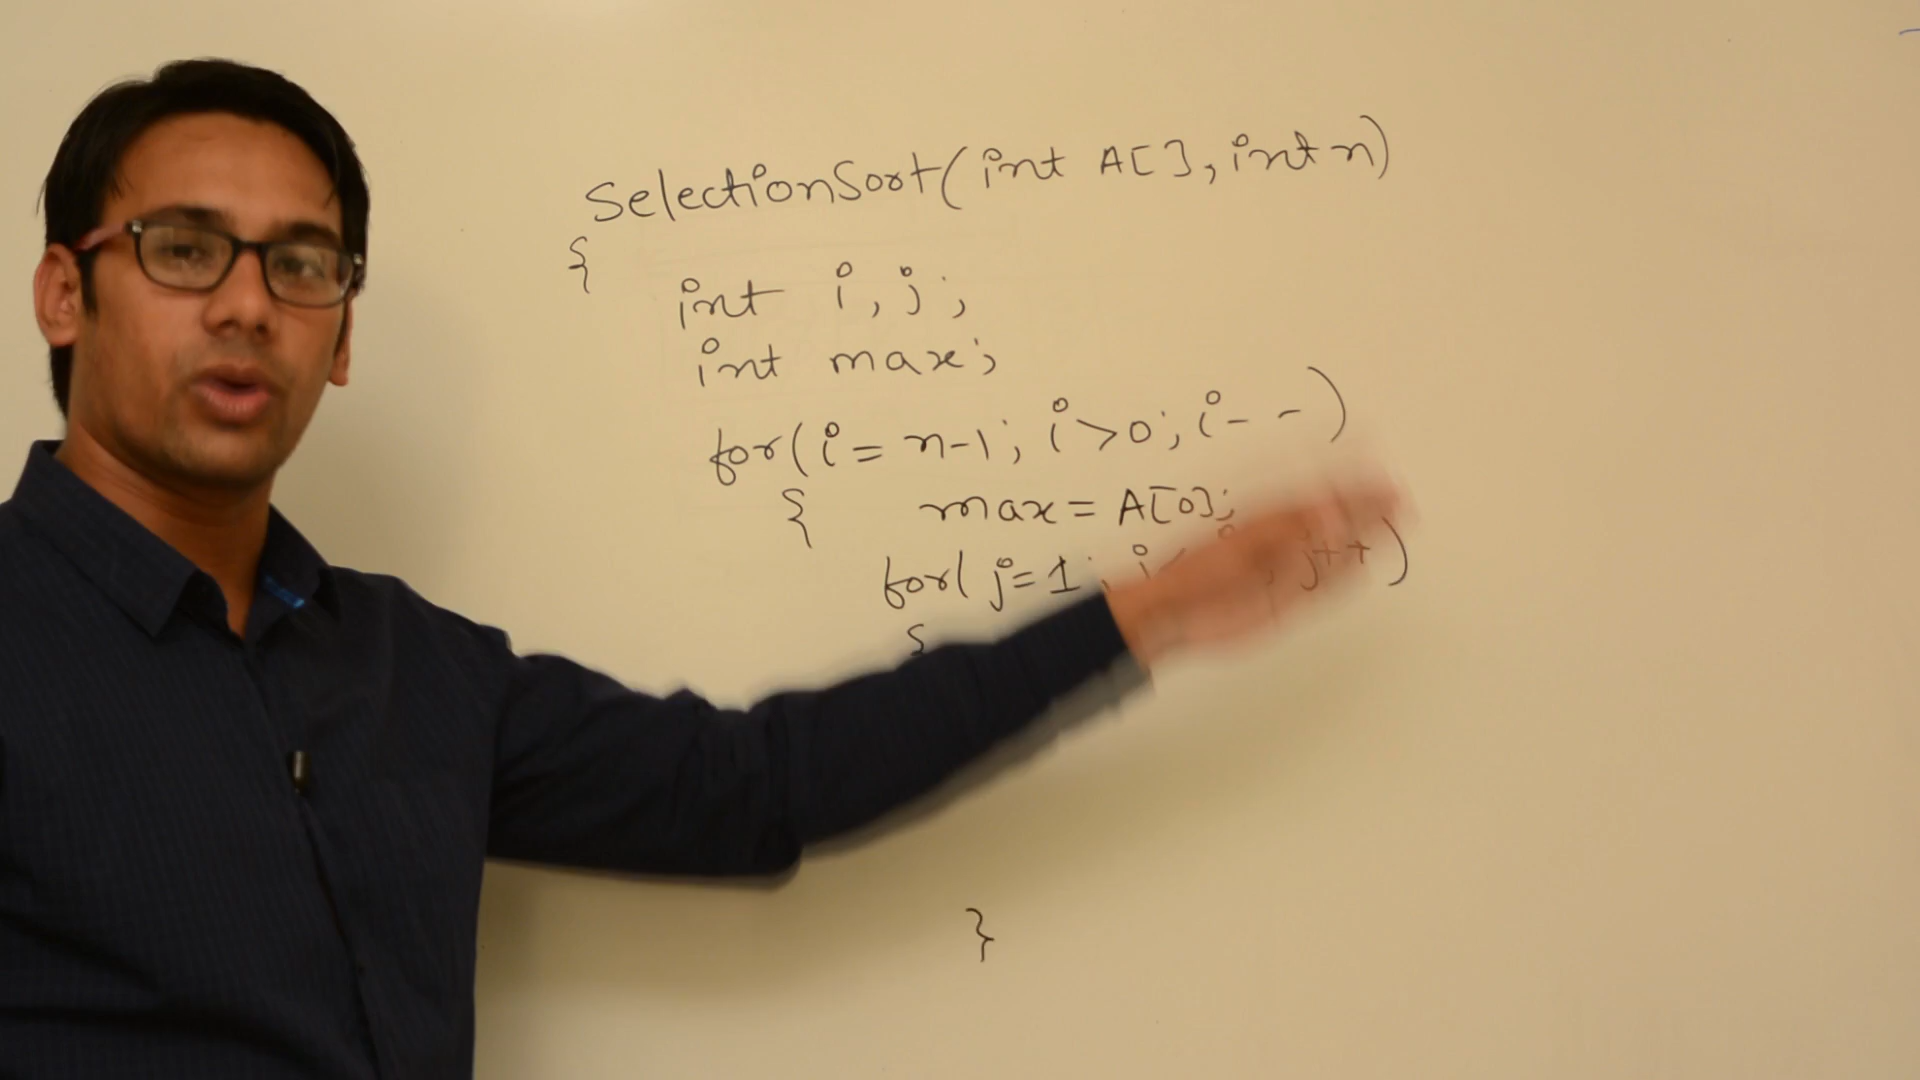 SelectionSort(int A[], int n)
{
int i, j;
int max;
for(i = n-1; i>0; i--)
{ max = A[0];
for( j=1; j++)
{
}